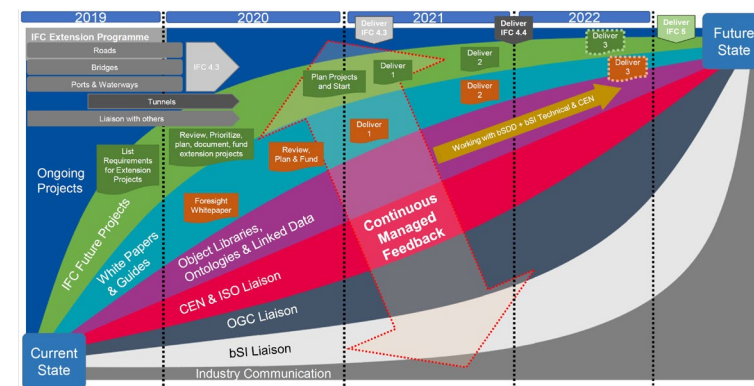 2019
2020
2021
2022
IFC Extension Programme
Roads
Bridges
Ports & Waterways
IFC 4.3
Tunnels
Liaison with others
Deliver
IFC 4.3
Deliver
IFC 4.4
Deliver
IFC 5
Future
State
Plan Projects
and Start
Deliver
1
Deliver
2
Deliver
3
List
Requirements
for Extension
Projects
Review,
Prioritize,
plan, document,
fund
extension projects
Review,
Plan & Fund
Deliver
1
Deliver
2
Deliver
3
Foresight
Whitepaper
Working with bSDD + bSI Technical & CEN
Ongoing
Projects
IFC Future Projects
White Papers
& Guides
Object Libraries,
Ontologies & Linked Data
Continuous
Managed
Feedback
CEN & ISO Liaison
OGC Liaison
bSI Liaison
Industry Communication
Current
State